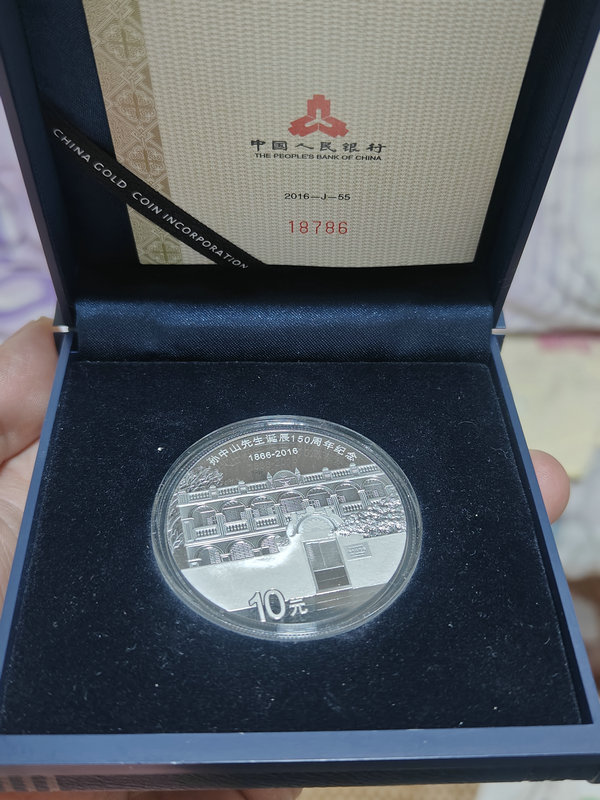 中国人民银行
THE PEOPLE'S BANK OF CHINA
2016—J—55
18786
CHINA GOLD COIN INCORPORATION
孙中山先生诞辰150周年纪念
1866-2016
10元